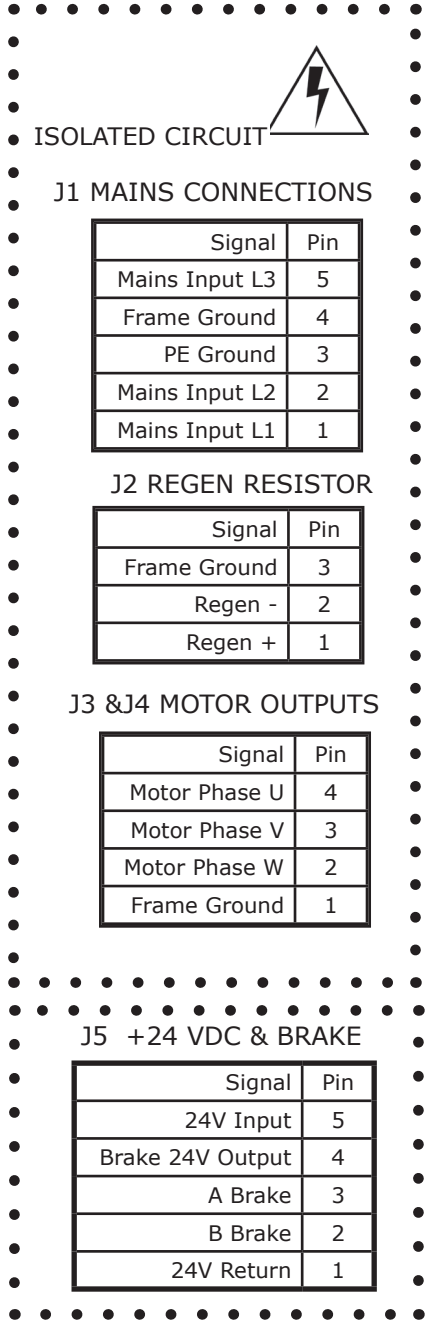 ISOLATED CIRCUIT
J1 MAINS CONNECTIONS
Signal Pin
Mains Input L3 5
Frame Ground 4
PE Ground 3
Mains Input L2 2
Mains Input L1 1
J2 REGEN RESISTOR
Signal Pin
Frame Ground 3
Regen - 2
Regen + 1
J3 &J4 MOTOR OUTPUTS
Signal Pin
Motor Phase U 4
Motor Phase V 3
Motor Phase W 2
Frame Ground 1
J5 +24 VDC & BRAKE
Signal Pin
24V Input 5
Brake 24V Output 4
A Brake 3
B Brake 2
24V Return 1